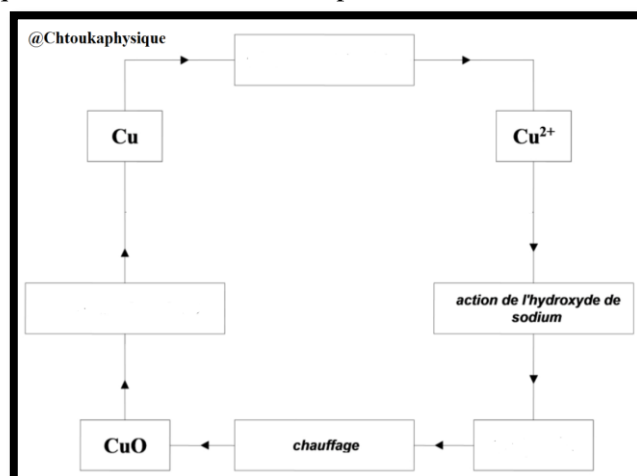 @Chtoukaphysique
Cu
Cu²⁺
action de l'hydroxyde de
sodium
CuO
chauffage